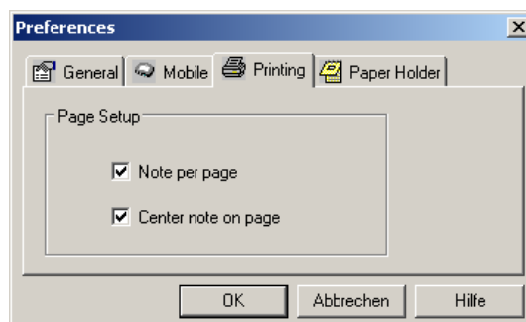 Preferences
General Mobile Printing Paper Holder
Page Setup
Note per page
Center note on page
OK Abbrechen Hilfe